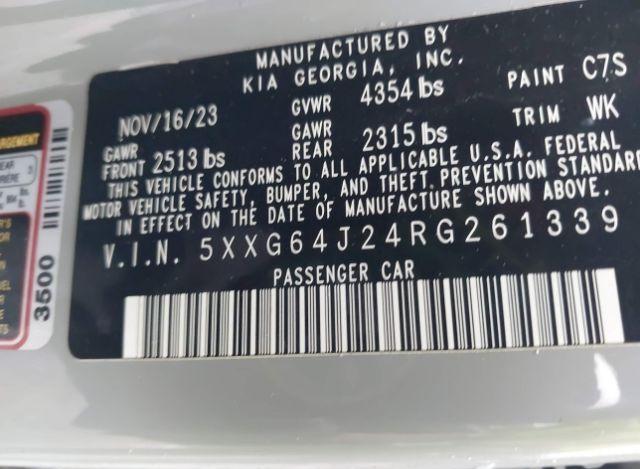 MANUFACTURED BY
KIA GEORGIA, INC.
NOV/16/23 GVWR 4354 lbs PAINT C7S
GAWR FRONT 2513 lbs GAWR REAR 2315 lbs TRIM WK
THIS VEHICLE CONFORMS TO ALL APPLICABLE U.S.A. FEDERAL
MOTOR VEHICLE SAFETY, BUMPER, AND THEFT PREVENTION STANDARD
IN EFFECT ON THE DATE OF MANUFACTURE SHOWN ABOVE.
V.I.N. 5XXG64J24RG261339
PASSENGER CAR
3500